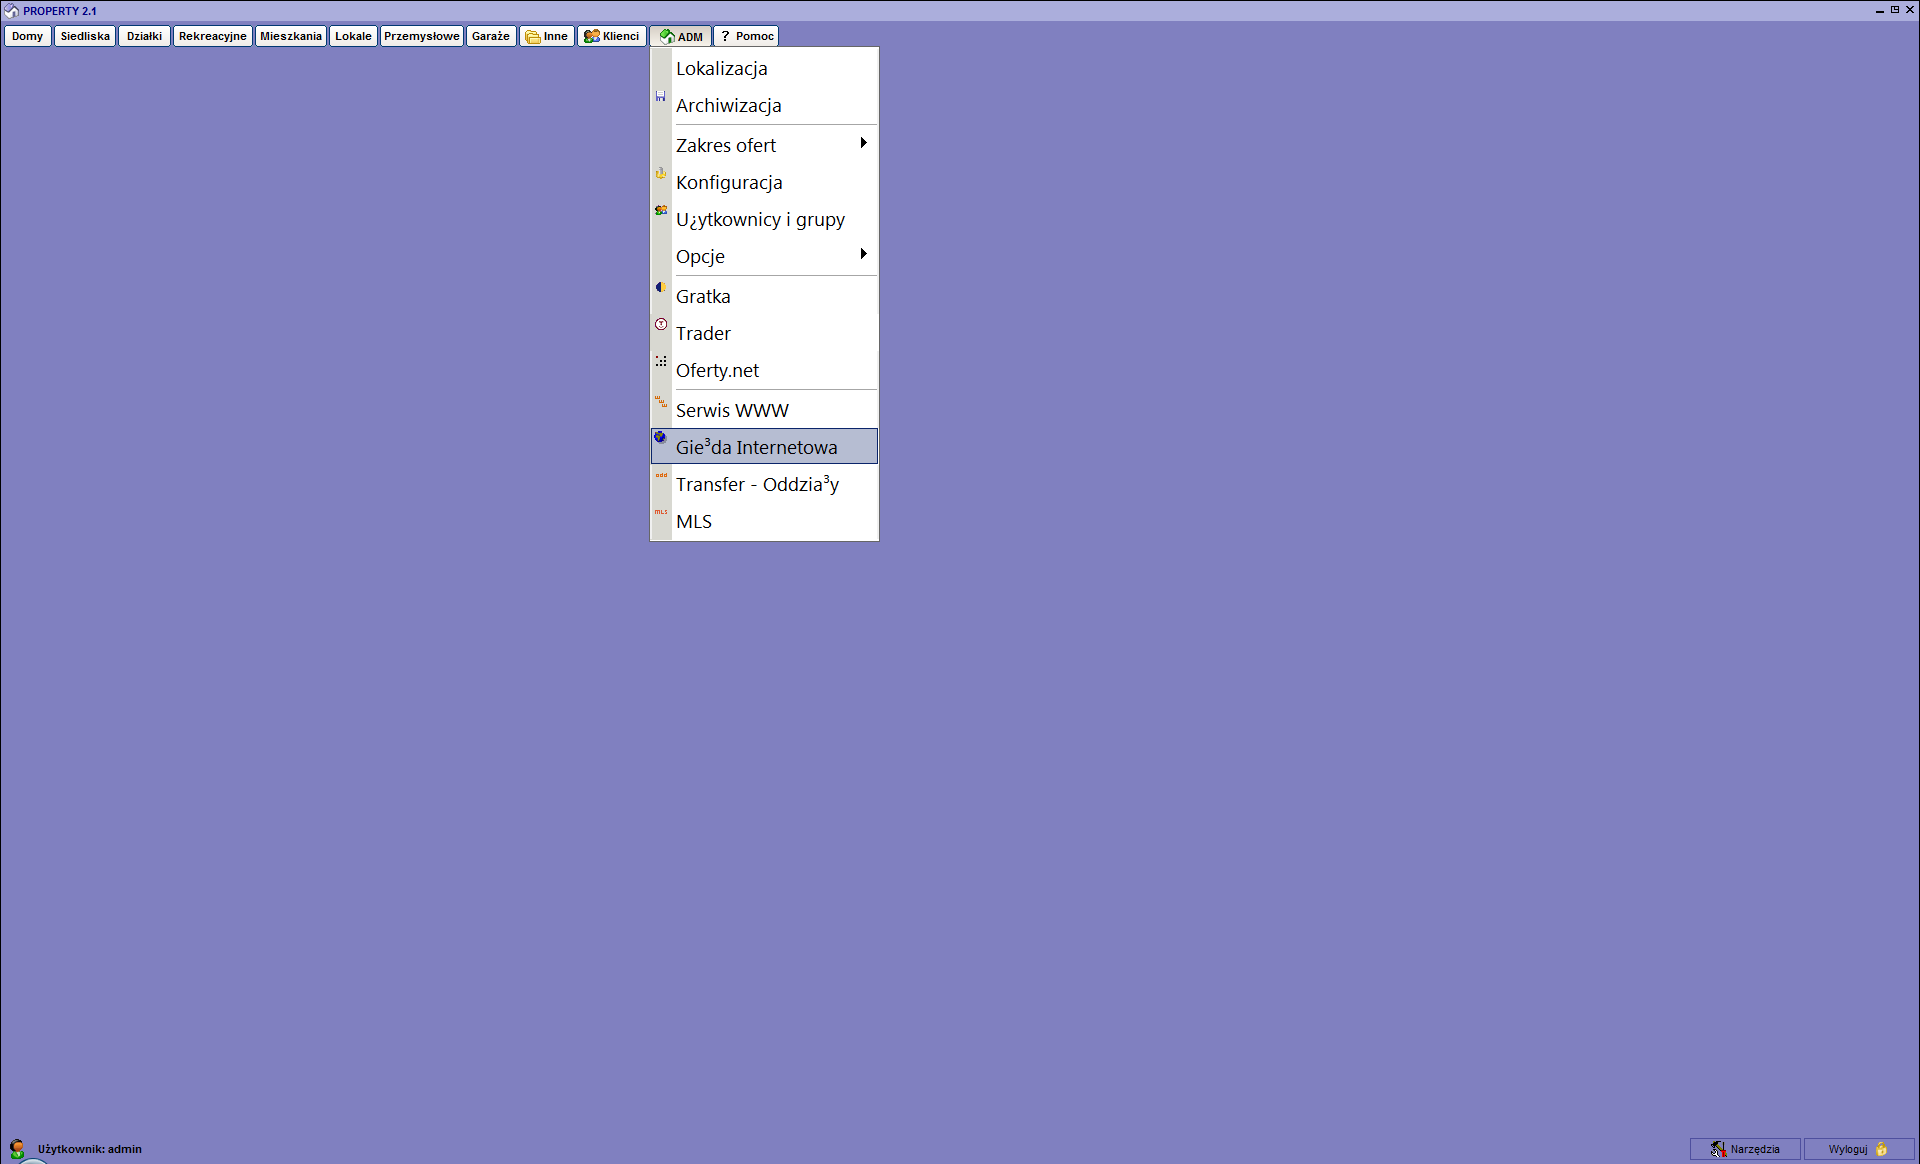 PROPERTY 2.1
Domy Siedliska Działki Rekreacyjne Mieszkania Lokale Przemysłowe Garaże Inne Klienci ADM ? Pomoc
Lokalizacja
Archiwizacja
Zakres ofert
Konfiguracja
U¿ytkownicy i grupy
Opcje
Gratka
Trader
Oferty.net
Serwis WWW
Gie³da Internetowa
Transfer - Oddzia³y
MLS
Użytkownik: admin
Narzędzia Wyloguj